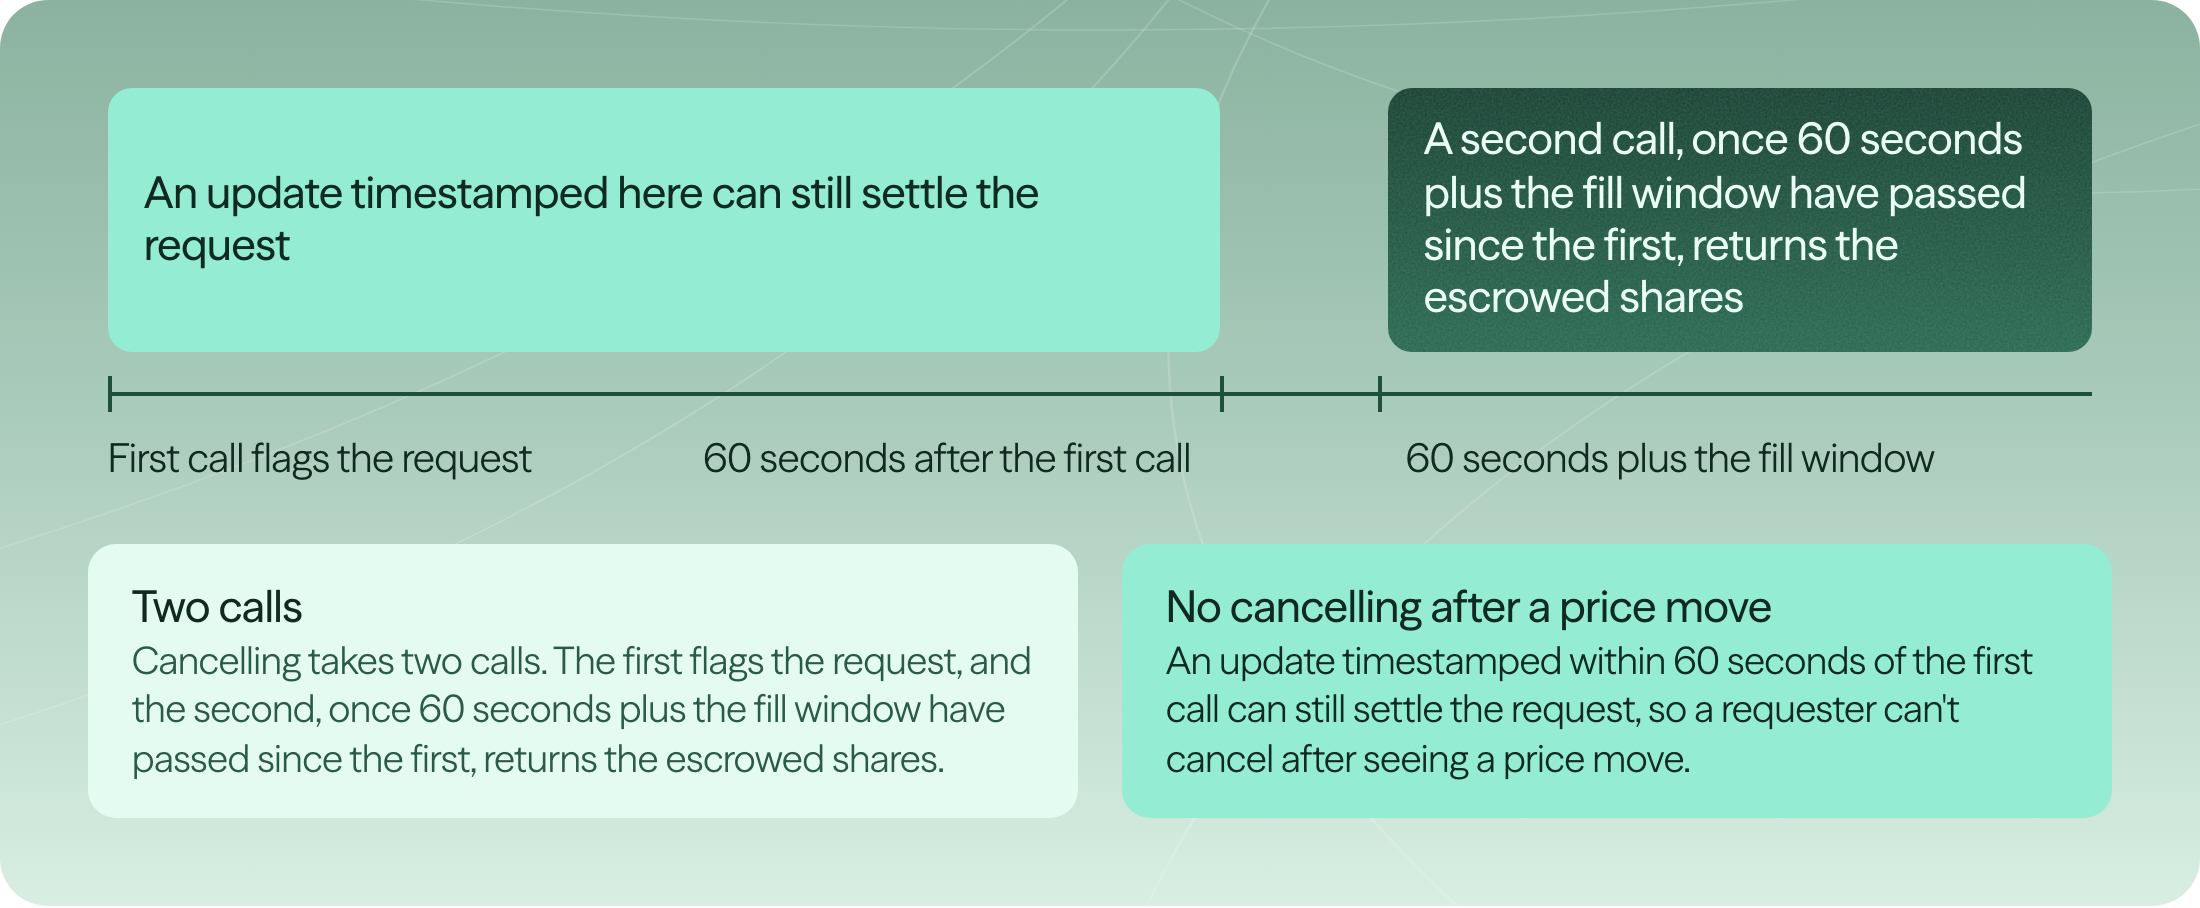 An update timestamped here can still settle the
request
A second call, once 60 seconds
plus the fill window have passed
since the first, returns the
escrowed shares
First call flags the request
60 seconds after the first call
60 seconds plus the fill window
Two calls
Cancelling takes two calls. The first flags the request, and
the second, once 60 seconds plus the fill window have
passed since the first, returns the escrowed shares.
No cancelling after a price move
An update timestamped within 60 seconds of the first
call can still settle the request, so a requester can't
cancel after seeing a price move.